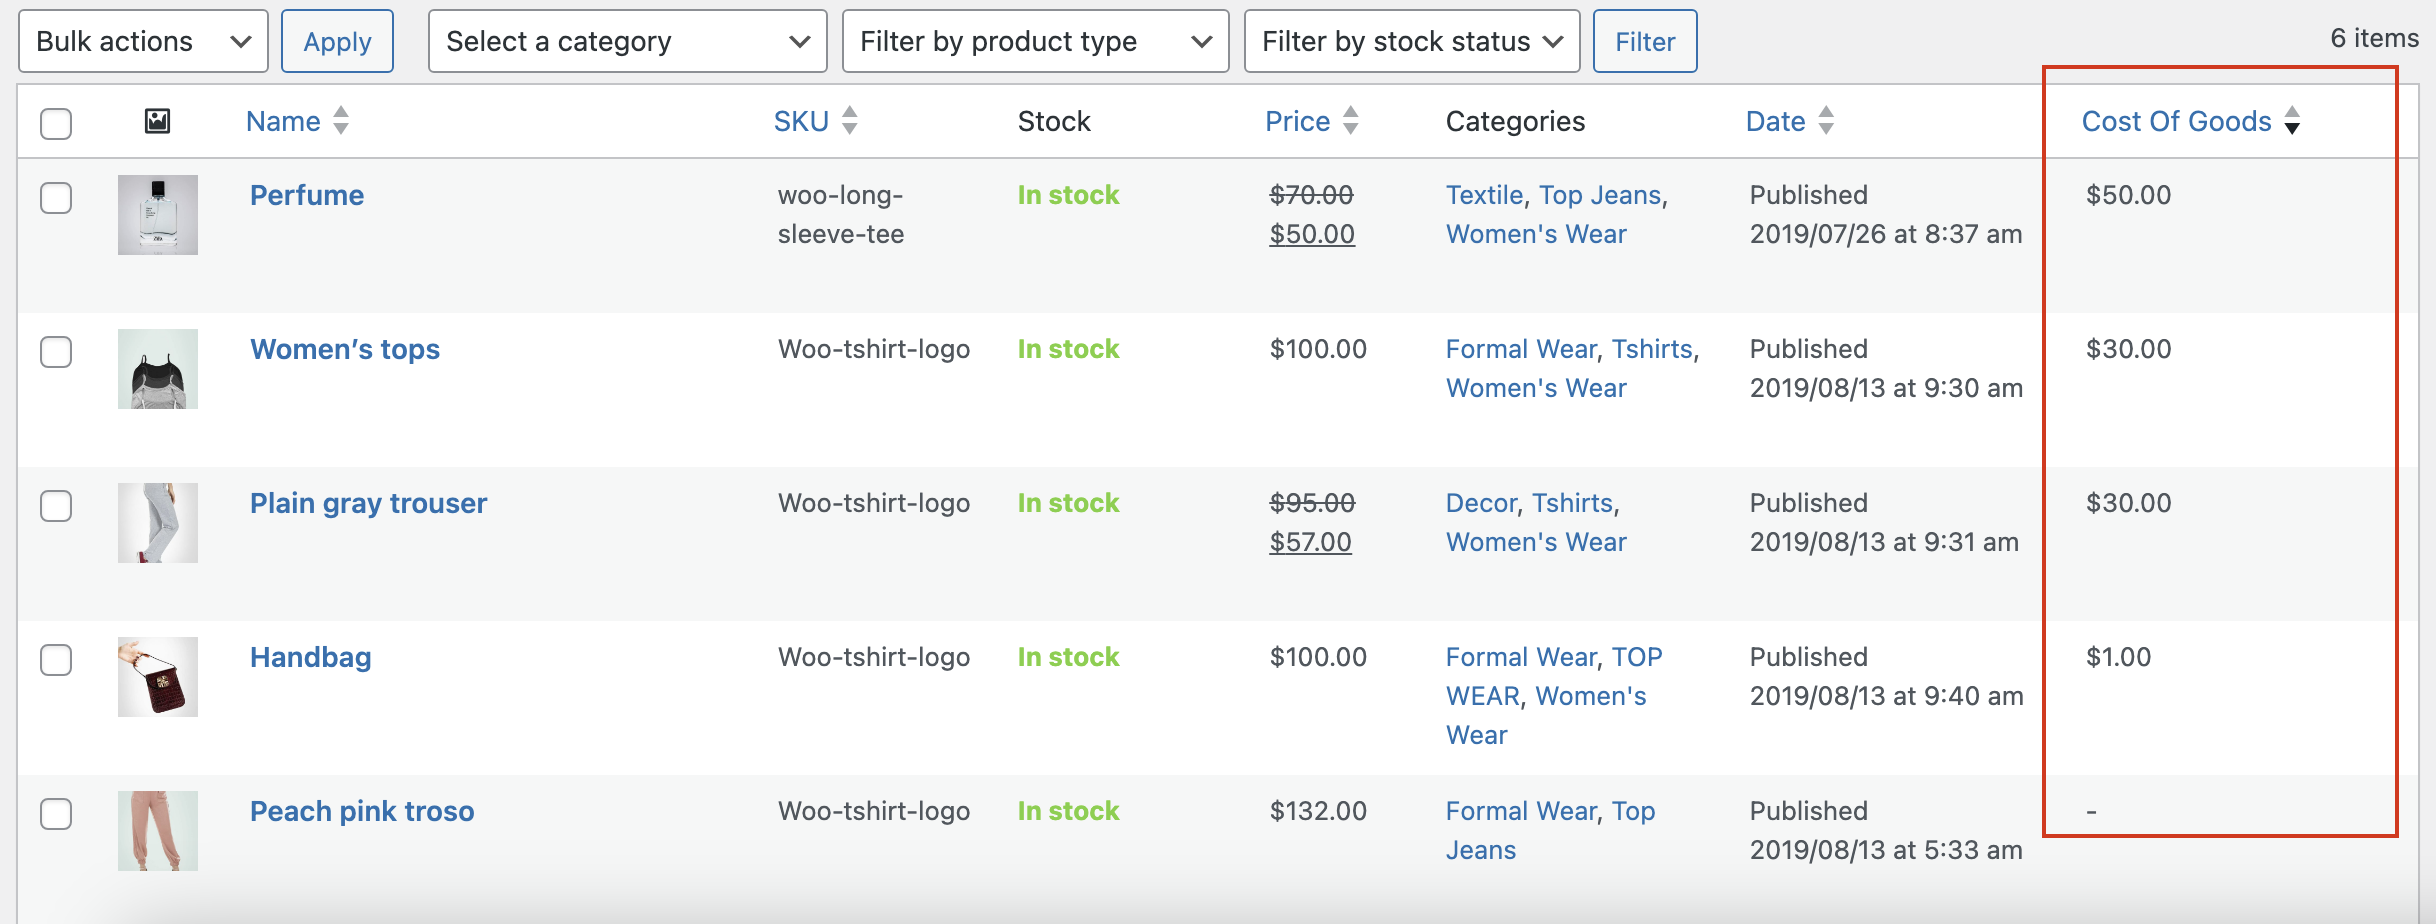 Bulk actions Apply Select a category Filter by product type Filter by stock status Filter 6 items
Name SKU Stock Price Categories Date Cost Of Goods
Perfume woo-long- In stock $70.00 Textile, Top Jeans, Published $50.00
sleeve-tee $50.00 Women's Wear 2019/07/26 at 8:37 am
Women’s tops Woo-tshirt-logo In stock $100.00 Formal Wear, Tshirts, Published $30.00
Women's Wear 2019/08/13 at 9:30 am
Plain gray trouser Woo-tshirt-logo In stock $95.00 Decor, Tshirts, Published $30.00
$57.00 Women's Wear 2019/08/13 at 9:31 am
Handbag Woo-tshirt-logo In stock $100.00 Formal Wear, TOP Published $1.00
WEAR, Women's 2019/08/13 at 9:40 am
Wear
Peach pink troso Woo-tshirt-logo In stock $132.00 Formal Wear, Top Published -
Jeans 2019/08/13 at 5:33 am